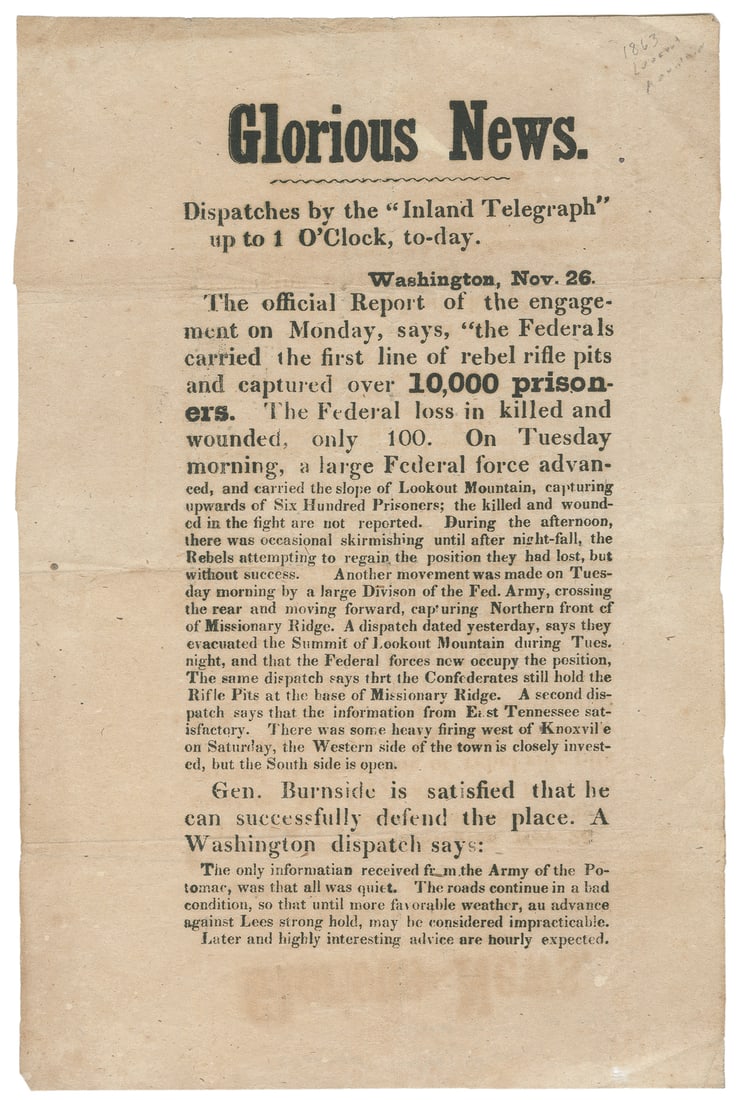 1863
Glorious News.
Dispatches by the “Inland Telegraph”
up to 1 O’Clock, to-day.
Washington, Nov. 26.
The official Report of the engage-
ment on Monday, says, “the Federals
carried the first line of rebel rifle pits
and captured over 10,000 prison-
ers. The Federal loss in killed and
wounded, only 100. On Tuesday
morning, a large Federal force advan-
ced, and carried the slope of Lookout Mountain, capturing
upwards of Six Hundred Prisoners; the killed and wound-
ed in the fight are not reported. During the afternoon,
there was occasional skirmishing until after night-fall, the
Rebels attempting to regain the position they had lost, but
without success. Another movement was made on Tues-
day morning by a large Divison of the Fed. Army, crossing
the rear and moving forward, capturing Northern front cf
of Missionary Ridge. A dispatch dated yesterday, says they
evacuated the Summit of Lookout Mountain during Tues.
night, and that the Federal forces new occupy the position,
The same dispatch says thrt the Confederates still hold the
Rifle Pits at the base of Missionary Ridge. A second dis-
patch says that the information from East Tennessee sat-
isfactory. There was some heavy firing west of Knoxvil e
on Saturday, the Western side of the town is closely invest-
ed, but the South side is open.
Gen. Burnside is satisfied that he
can successfully defend the place. A
Washington dispatch says:
The only informatian received from the Army of the Po-
tomac, was that all was quiet. The roads continue in a bad
condition, so that until more favorable weather, au advance
against Lees strong hold, may be considered impracticable.
Later and highly interesting advice are hourly expected.